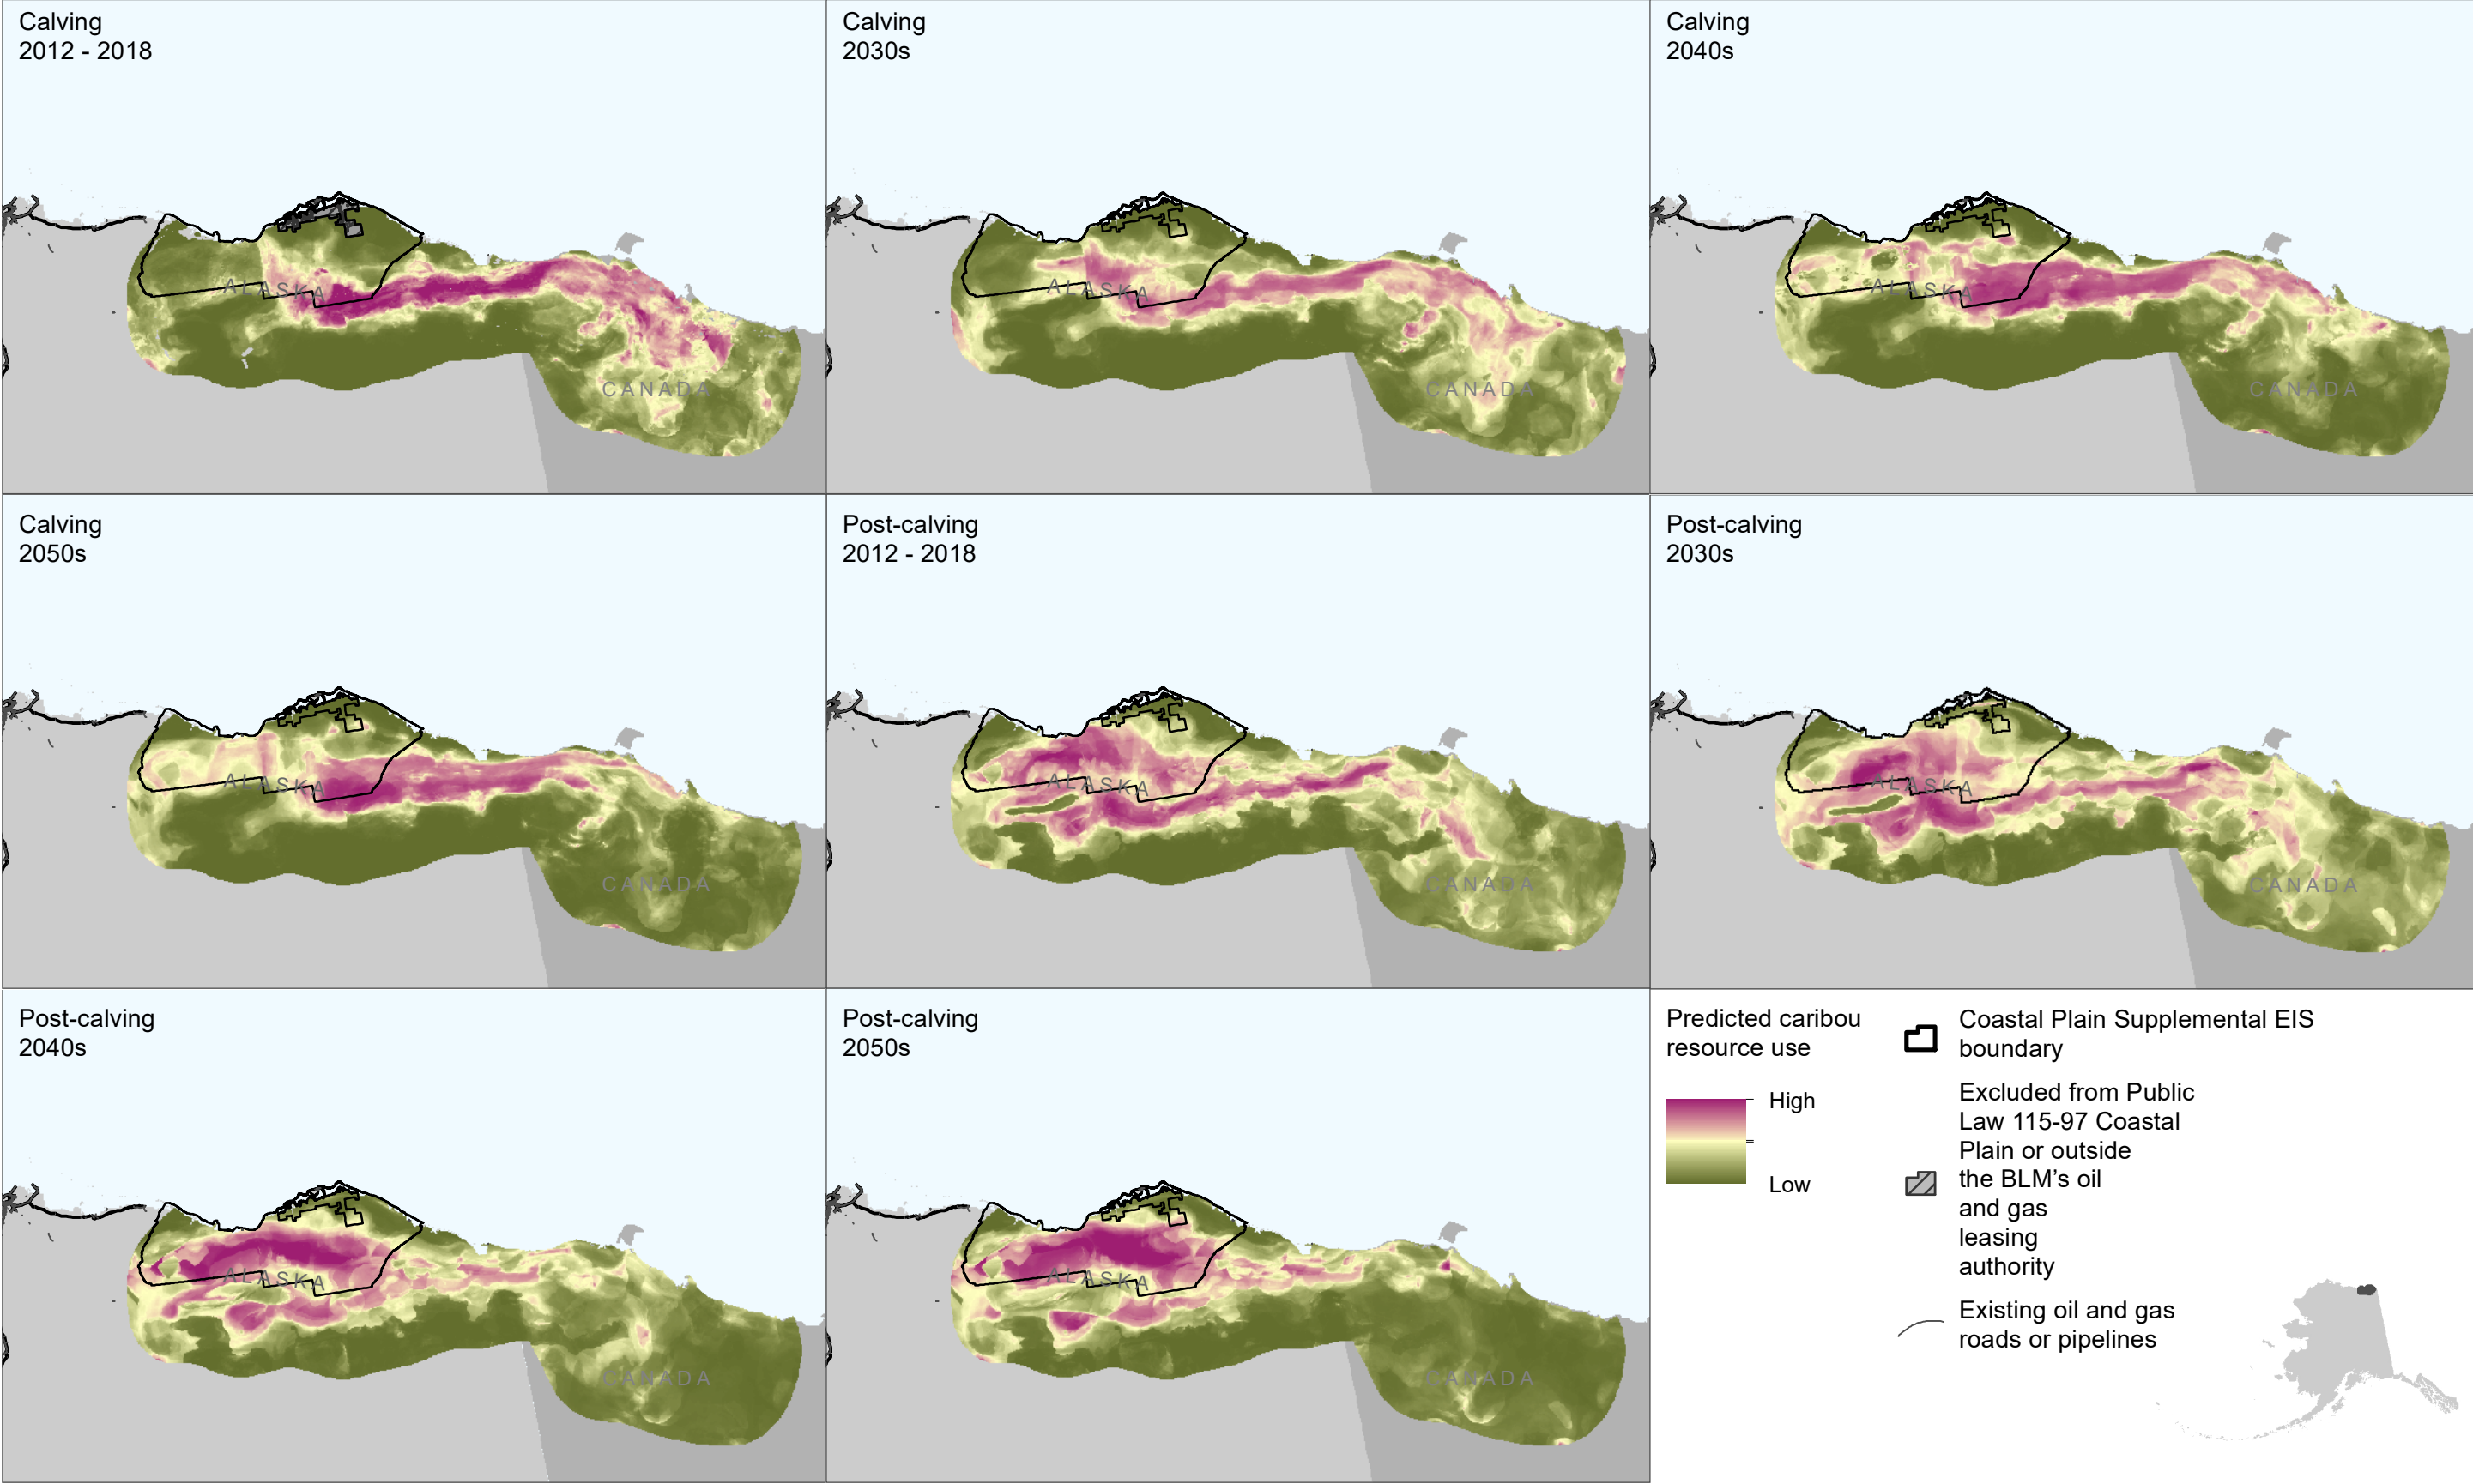 Calving
2012 - 2018
ALASKA
CANADA
Calving
2030s
ALASKA
CANADA
Calving
2040s
ALASKA
CANADA
Calving
2050s
ALASKA
CANADA
Post-calving
2012 - 2018
ALASKA
CANADA
Post-calving
2030s
ALASKA
CANADA
Post-calving
2040s
ALASKA
CANADA
Post-calving
2050s
ALASKA
CANADA
Predicted caribou
resource use
High
Low
Coastal Plain Supplemental EIS
boundary
Excluded from Public
Law 115-97 Coastal
Plain or outside
the BLM’s oil
and gas
leasing
authority
Existing oil and gas
roads or pipelines